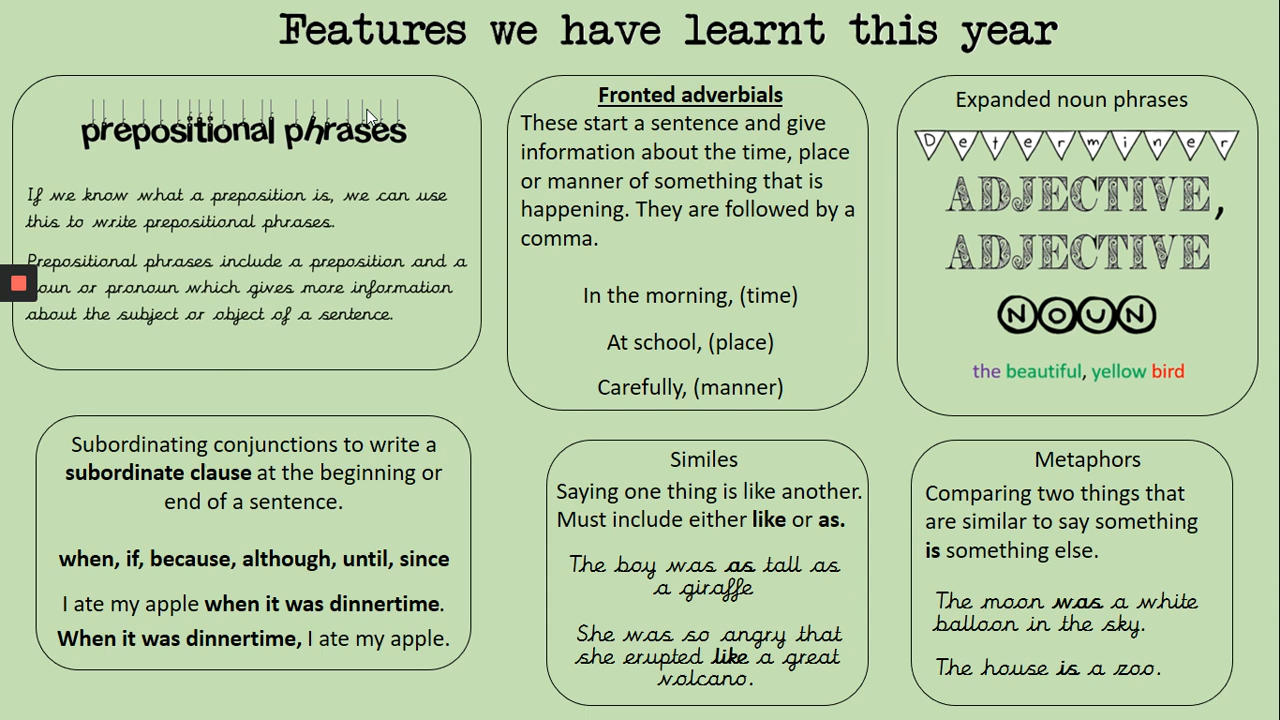 Features we have learnt this year
prepositional phrases
If we know what a preposition is, we can use
this to write prepositional phrases.
Prepositional phrases include a preposition and a
noun or pronoun which gives more information
about the subject or object of a sentence.
Fronted adverbials
These start a sentence and give
information about the time, place
or manner of something that is
happening. They are followed by a
comma.
In the morning, (time)
At school, (place)
Carefully, (manner)
Expanded noun phrases
Determiner
ADJECTIVE,
ADJECTIVE
NOUN
the beautiful, yellow bird
Subordinating conjunctions to write a
subordinate clause at the beginning or
end of a sentence.
when, if, because, although, until, since
I ate my apple when it was dinnertime.
When it was dinnertime, I ate my apple.
Similes
Saying one thing is like another.
Must include either like or as.
The boy was as tall as
a giraffe
She was so angry that
she erupted like a great
volcano.
Metaphors
Comparing two things that
are similar to say something
is something else.
The moon was a white
balloon in the sky.
The house is a zoo.